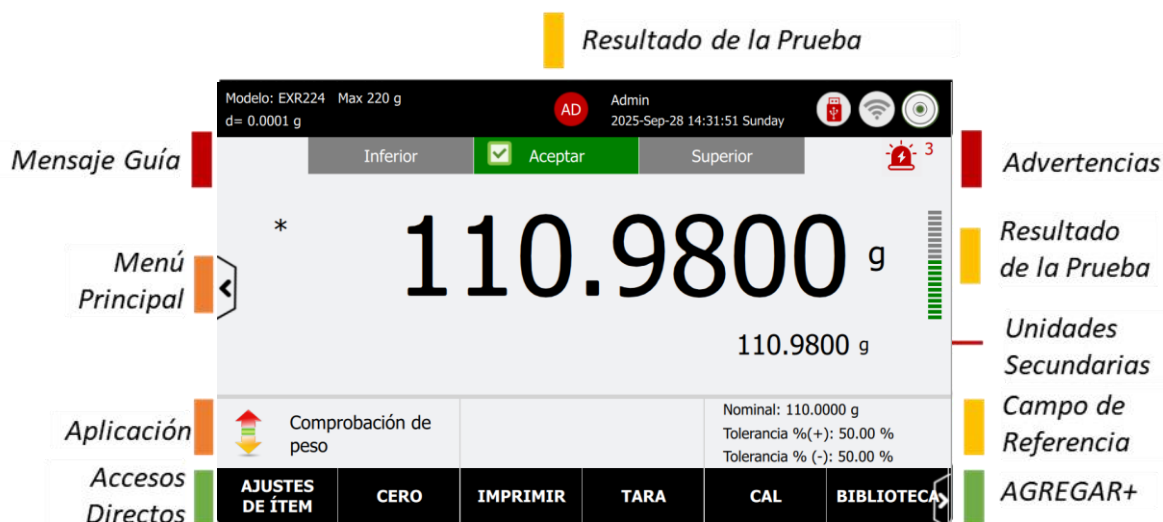 Resultado de la Prueba
Modelo: EXR224 Max 220 g
d= 0.0001 g
AD
Admin
2025-Sep-28 14:31:51 Sunday
Mensaje Guía
Inferior
Aceptar
Superior
3
Advertencias
*
110.9800 g
Resultado
de la Prueba
Menú
Principal
110.9800 g
Unidades
Secundarias
Aplicación
Comprobación de
peso
Nominal: 110.0000 g
Tolerancia %(+): 50.00 %
Tolerancia % (-): 50.00 %
Campo de
Referencia
Accesos
Directos
AJUSTES
DE ÍTEM
CERO
IMPRIMIR
TARA
CAL
BIBLIOTECA
AGREGAR+